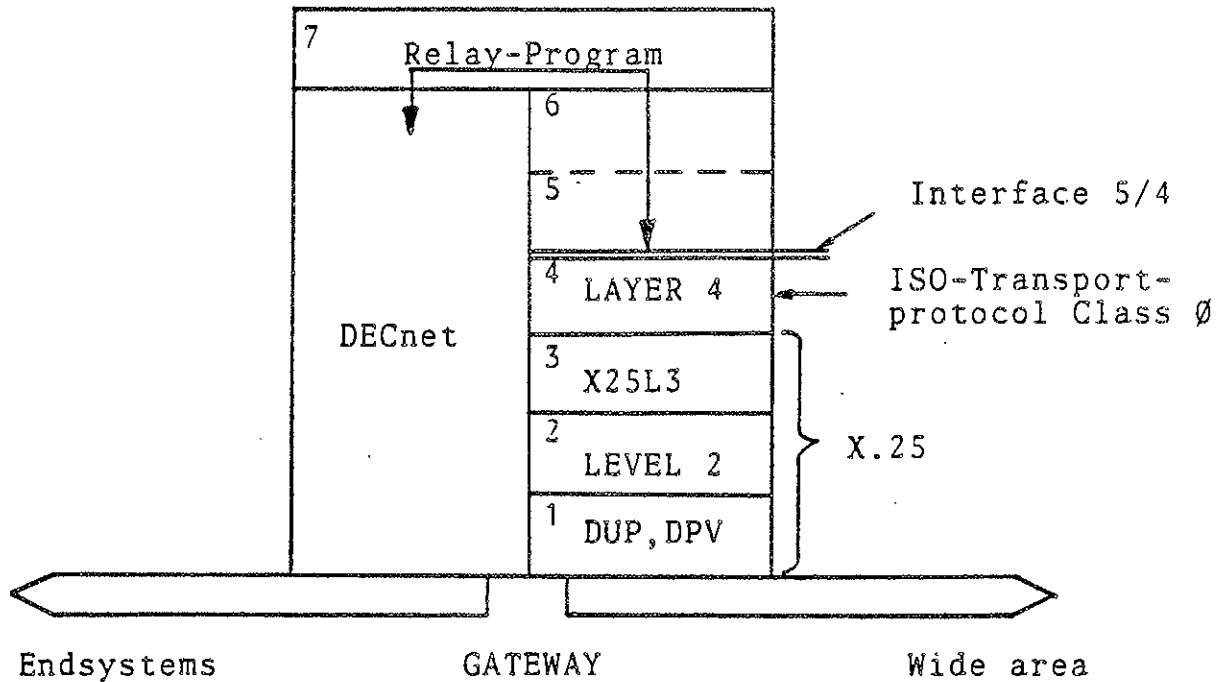 7
Relay-Program
6
5
Interface 5/4
4
LAYER 4
ISO-Transport-
protocol Class Ø
DECnet
3
X25L3
2
LEVEL 2
X.25
1
DUP,DPV
Endsystems GATEWAY Wide area